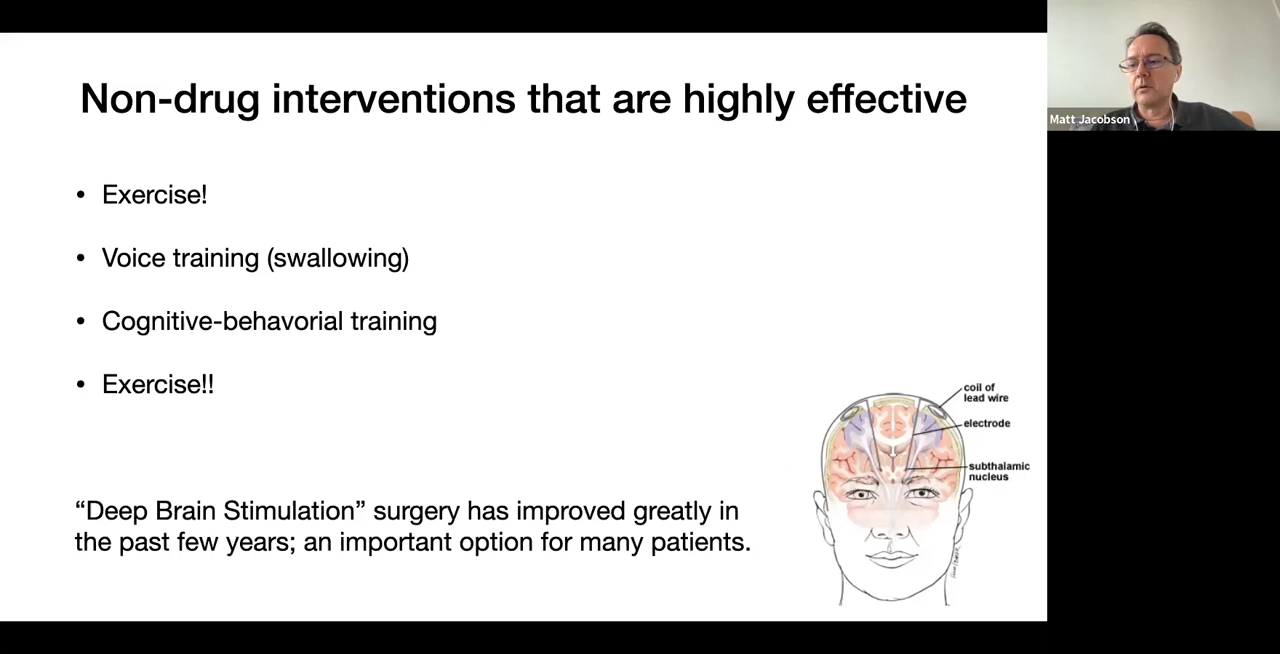 Non-drug interventions that are highly effective
Matt Jacobson
• Exercise!
• Voice training (swallowing)
• Cognitive-behavorial training
• Exercise!!
coil of
lead wire
electrode
subthalamic
nucleus
“Deep Brain Stimulation” surgery has improved greatly in
the past few years; an important option for many patients.